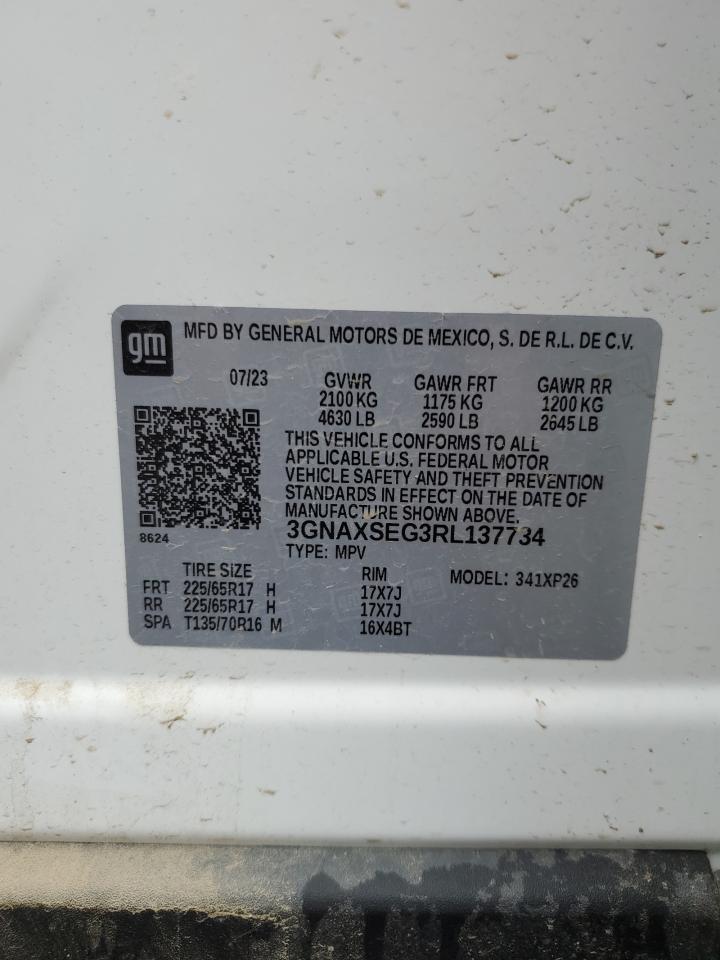 gm MFD BY GENERAL MOTORS DE MEXICO, S. DE R.L. DE C.V.
07/23 GVWR GAWR FRT GAWR RR
2100 KG 1175 KG 1200 KG
4630 LB 2590 LB 2645 LB
THIS VEHICLE CONFORMS TO ALL
APPLICABLE U.S. FEDERAL MOTOR
VEHICLE SAFETY AND THEFT PREVENTION
STANDARDS IN EFFECT ON THE DATE OF
MANUFACTURE SHOWN ABOVE.
8624 3GNAXSEG3RL137734
TYPE: MPV
TIRE SIZE RIM MODEL: 341XP26
FRT 225/65R17 H 17X7J
RR 225/65R17 H 17X7J
SPA T135/70R16 M 16X4BT